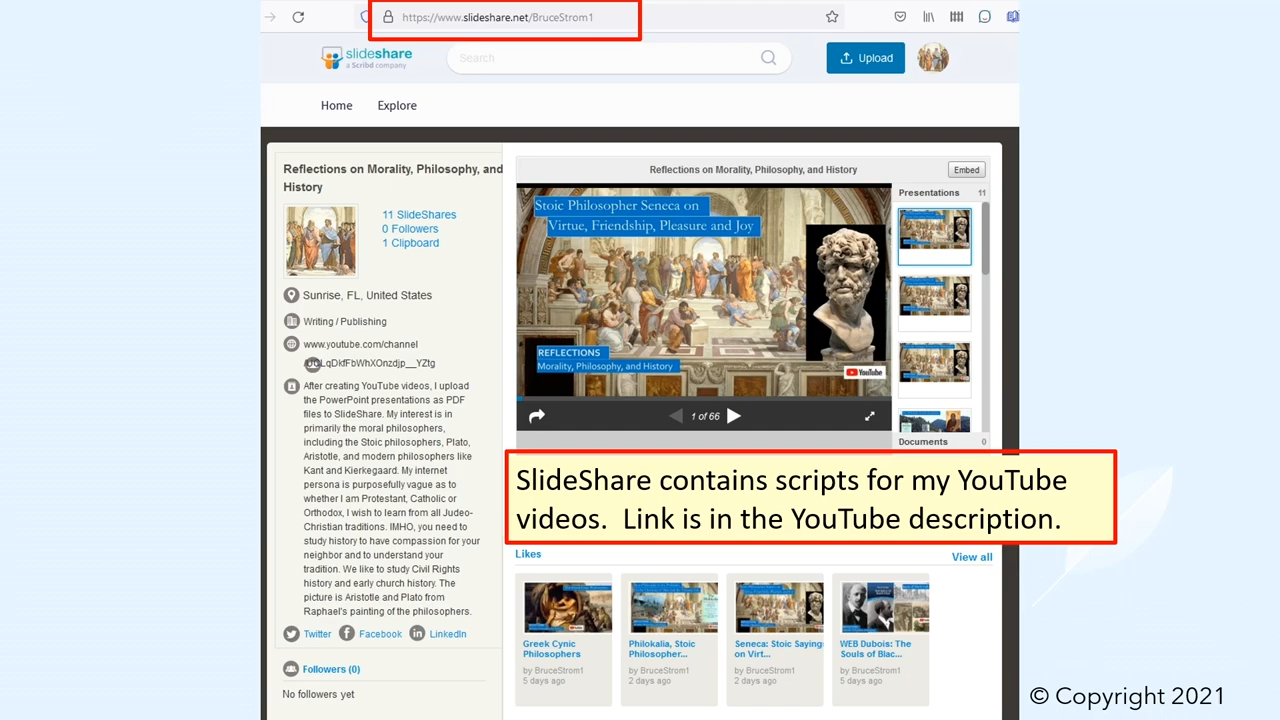 https://www.slideshare.net/BruceStrom1
slideshare
a Scribd company
Search
Upload
Home Explore
Reflections on Morality, Philosophy, and
History
11 SlideShares
0 Followers
1 Clipboard
Sunrise, FL, United States
Writing / Publishing
www.youtube.com/channel
LqDkfFbWhXOnzdjp__YZtg
After creating YouTube videos, I upload
the PowerPoint presentations as PDF
files to SlideShare. My interest is in
primarily the moral philosophers,
including the Stoic philosophers, Plato,
Aristotle, and modern philosophers like
Kant and Kierkegaard. My internet
persona is purposefully vague as to
whether I am Protestant, Catholic or
Orthodox, I wish to learn from all Judeo-
Christian traditions. IMHO, you need to
study history to have compassion for your
neighbor and to understand your
tradition. We like to study Civil Rights
history and early church history. The
picture is Aristotle and Plato from
Raphael's painting of the philosophers.
Twitter Facebook LinkedIn
Followers (0)
No followers yet
Reflections on Morality, Philosophy, and History
Embed
Stoic Philosopher Seneca on
Virtue, Friendship, Pleasure and Joy
REFLECTIONS
Morality, Philosophy, and History
YouTube
1 of 66
Presentations 11
Documents 0
SlideShare contains scripts for my YouTube
videos. Link is in the YouTube description.
Likes
View all
Greek Cynic
Philosophers
by BruceStrom1
5 days ago
Philokalia, Stoic
Philosopher...
by BruceStrom1
2 days ago
Seneca: Stoic Sayings
on Virt...
by BruceStrom1
2 days ago
WEB Dubois: The
Souls of Blac...
by BruceStrom1
5 days ago
© Copyright 2021